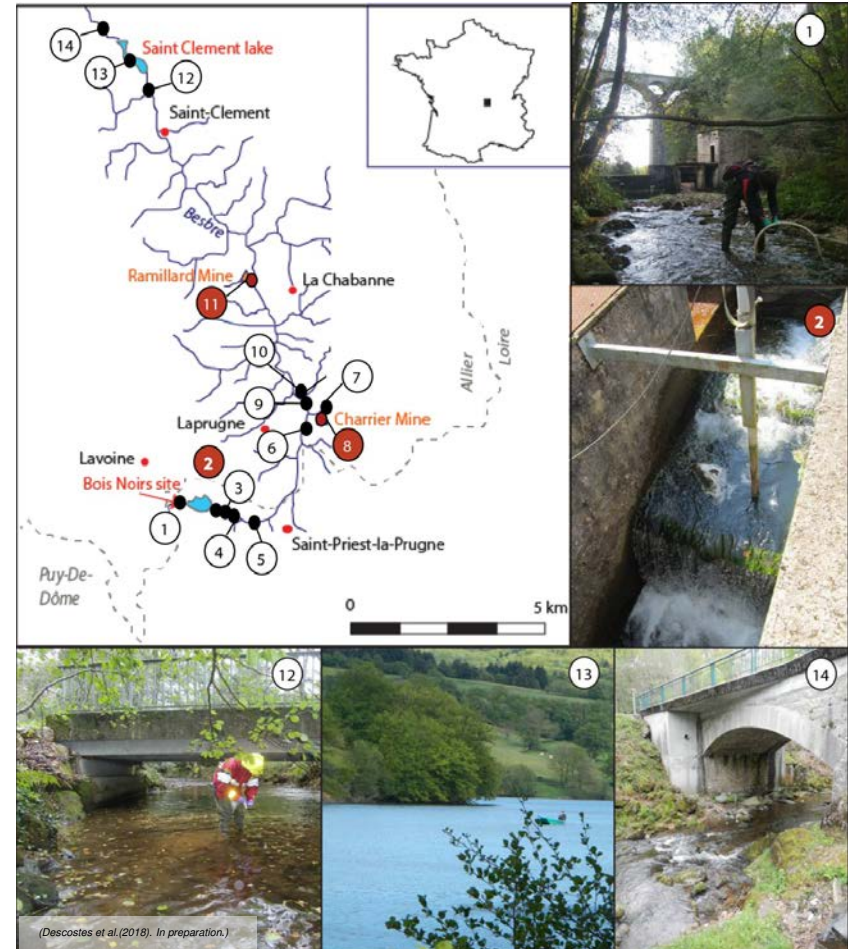 14
Saint Clement lake
13
12
Saint-Clement
Besbre
Ramillard Mine
La Chabanne
11
10
7
Allier
Loire
9
Laprugne
Charrier Mine
6
8
2
Lavoine
Bois Noirs site
3
1
4
5
Saint-Priest-la-Prugne
Puy-De-
Dôme
0
5 km
1
2
12
13
14
(Descostes et al.(2018). In preparation.)